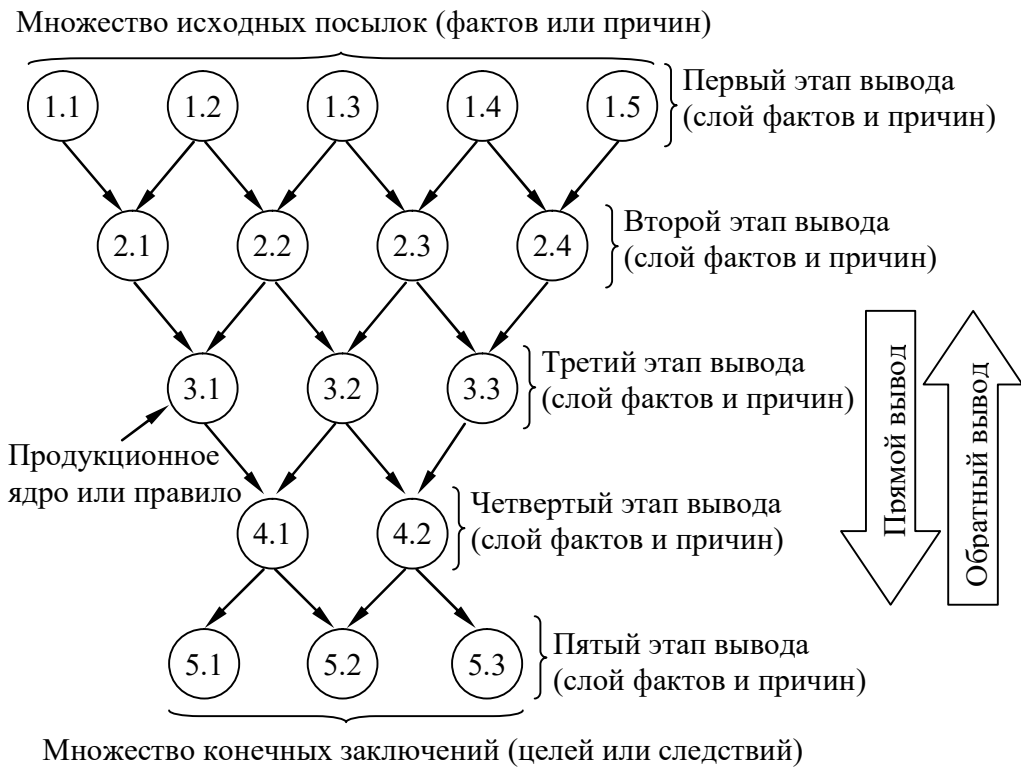 Множество исходных посылок (фактов или причин)
1.1 1.2 1.3 1.4 1.5
Первый этап вывода
(слой фактов и причин)
2.1 2.2 2.3 2.4
Второй этап вывода
(слой фактов и причин)
3.1 3.2 3.3
Третий этап вывода
(слой фактов и причин)
Продукционное
ядро или правило
4.1 4.2
Четвертый этап вывода
(слой фактов и причин)
5.1 5.2 5.3
Пятый этап вывода
(слой фактов и причин)
Прямой вывод
Обратный вывод
Множество конечных заключений (целей или следствий)